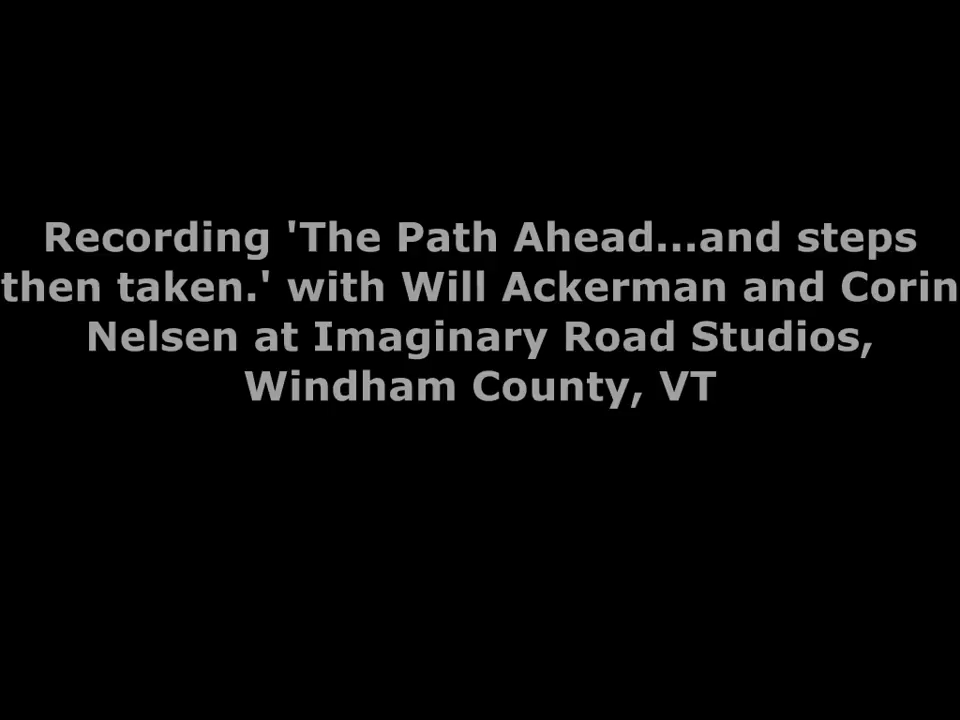 Recording 'The Path Ahead...and steps
then taken.' with Will Ackerman and Corin
Nelsen at Imaginary Road Studios,
Windham County, VT